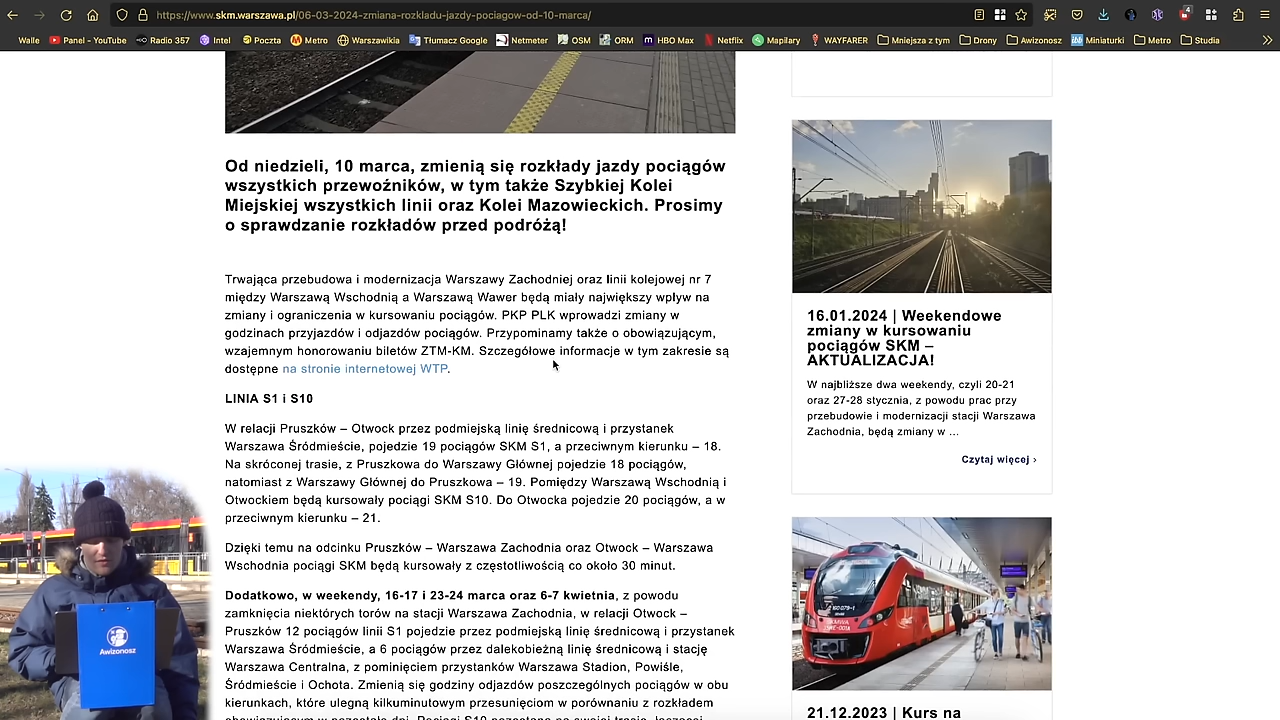 https://www.skm.warszawa.pl/06-03-2024-zmiana-rozkladu-jazdy-pociagow-od-10-marca/
4
Walle Panel - YouTube Radio 357 Intel Poczta Metro Warszawikia Tłumacz Google Netmeter OSM ORM HBO Max Netflix Mapilary WAYFARER Mniejsza z tym Drony Awizonosz Miniaturki Metro Studia
Od niedzieli, 10 marca, zmienią się rozkłady jazdy pociągów
wszystkich przewoźników, w tym także Szybkiej Kolei
Miejskiej wszystkich linii oraz Kolei Mazowieckich. Prosimy
o sprawdzanie rozkładów przed podróżą!
Trwająca przebudowa i modernizacja Warszawy Zachodniej oraz linii kolejowej nr 7
między Warszawą Wschodnią a Warszawą Wawer będą miały największy wpływ na
zmiany i ograniczenia w kursowaniu pociągów. PKP PLK wprowadzi zmiany w
godzinach przyjazdów i odjazdów pociągów. Przypominamy także o obowiązującym,
wzajemnym honorowaniu biletów ZTM-KM. Szczegółowe informacje w tym zakresie są
dostępne na stronie internetowej WTP.
LINIA S1 i S10
W relacji Pruszków – Otwock przez podmiejską linię średnicową i przystanek
Warszawa Śródmieście, pojedzie 19 pociągów SKM S1, a przeciwnym kierunku – 18.
Na skróconej trasie, z Pruszkowa do Warszawy Głównej pojedzie 18 pociągów,
natomiast z Warszawy Głównej do Pruszkowa – 19. Pomiędzy Warszawą Wschodnią i
Otwockiem będą kursowały pociągi SKM S10. Do Otwocka pojedzie 20 pociągów, a w
przeciwnym kierunku – 21.
Dzięki temu na odcinku Pruszków – Warszawa Zachodnia oraz Otwock – Warszawa
Wschodnia pociągi SKM będą kursowały z częstotliwością co około 30 minut.
Dodatkowo, w weekendy, 16-17 i 23-24 marca oraz 6-7 kwietnia, z powodu
zamknięcia niektórych torów na stacji Warszawa Zachodnia, w relacji Otwock –
Pruszków 12 pociągów linii S1 pojedzie przez podmiejską linię średnicową i przystanek
Warszawa Śródmieście, a 6 pociągów przez dalekobieżną linię średnicową i stację
Warszawa Centralna, z pominięciem przystanków Warszawa Stadion, Powiśle,
Śródmieście i Ochota. Zmienią się godziny odjazdów poszczególnych pociągów w obu
kierunkach, które ulegną kilkuminutowym przesunięciom w porównaniu z rozkładem
16.01.2024 | Weekendowe
zmiany w kursowaniu
pociągów SKM –
AKTUALIZACJA!
W najbliższe dwa weekendy, czyli 20-21
oraz 27-28 stycznia, z powodu prac przy
przebudowie i modernizacji stacji Warszawa
Zachodnia, będą zmiany w ...
Czytaj więcej ›
21.12.2023 | Kurs na
Awizonosz